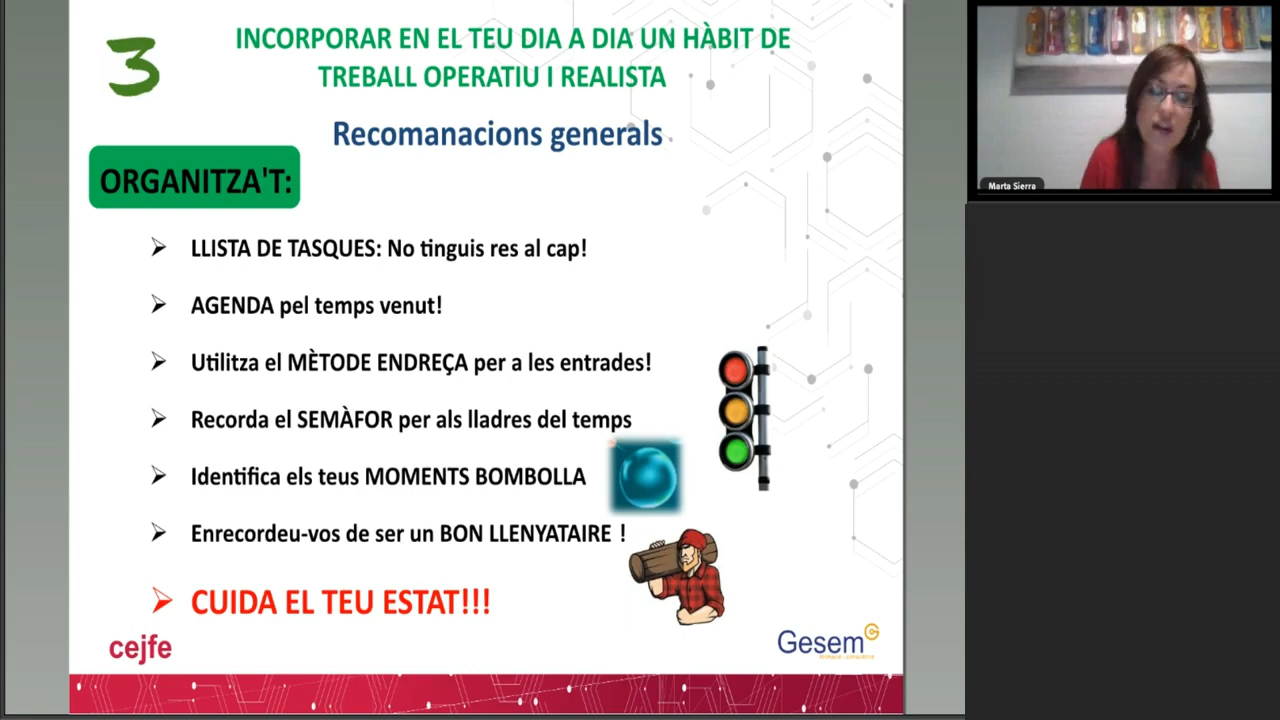 3
INCORPORAR EN EL TEU DIA A DIA UN HÀBIT DE
TREBALL OPERATIU I REALISTA
Recomanacions generals
ORGANITZA'T:
LLISTA DE TASQUES: No tinguis res al cap!
AGENDA pel temps venut!
Utilitza el MÈTODE ENDREÇA per a les entrades!
Recorda el SEMÀFOR per als lladres del temps
Identifica els teus MOMENTS BOMBOLLA
Enrecordeu-vos de ser un BON LLENYATAIRE !
CUIDA EL TEU ESTAT!!!
cejfe
Gesem
Marta Sierra